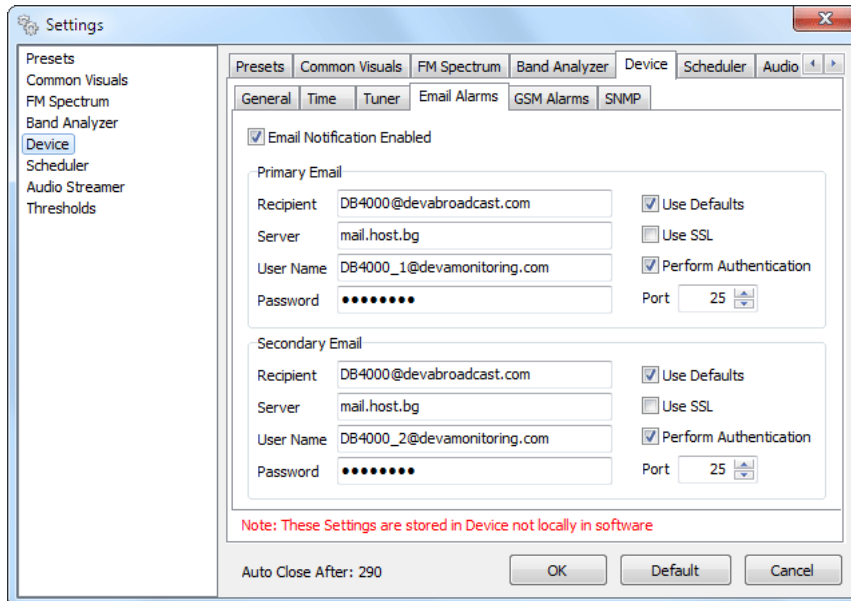 Settings
Presets
Common Visuals
FM Spectrum
Band Analyzer
Device
Scheduler
Audio Streamer
Thresholds
Presets Common Visuals FM Spectrum Band Analyzer Device Scheduler Audio
General Time Tuner Email Alarms GSM Alarms SNMP
Email Notification Enabled
Primary Email
Recipient DB4000@devabroadcast.com Use Defaults
Server mail.host.bg Use SSL
User Name DB4000_1@devamonitoring.com Perform Authentication
Password •••••••• Port 25
Secondary Email
Recipient DB4000@devabroadcast.com Use Defaults
Server mail.host.bg Use SSL
User Name DB4000_2@devamonitoring.com Perform Authentication
Password •••••••• Port 25
Note: These Settings are stored in Device not locally in software
Auto Close After: 290 OK Default Cancel